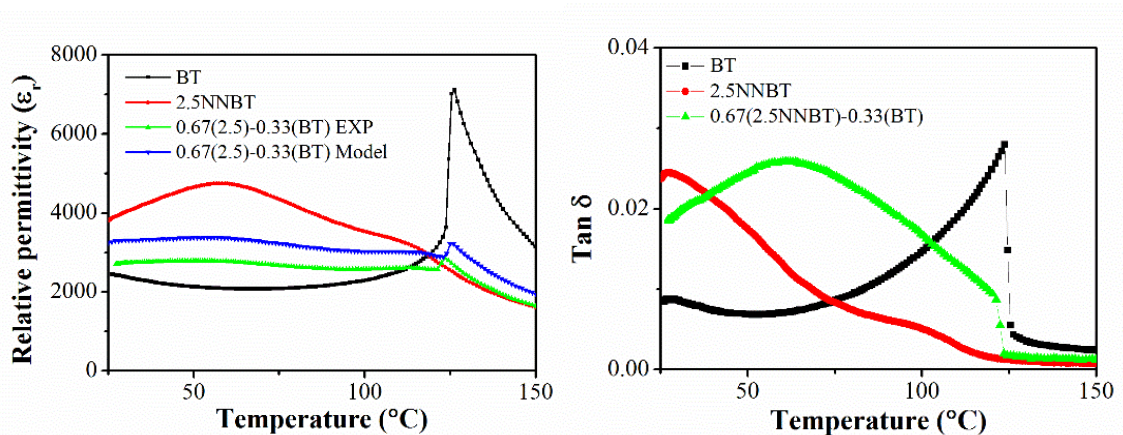 Relative permittivity (εr)
8000
6000
4000
2000
0
BT
2.5NNBT
0.67(2.5)-0.33(BT) EXP
0.67(2.5)-0.33(BT) Model
50
100
150
Temperature (°C)
Tan δ
0.04
0.02
0.00
BT
2.5NNBT
0.67(2.5NNBT)-0.33(BT)
50
100
150
Temperature (°C)